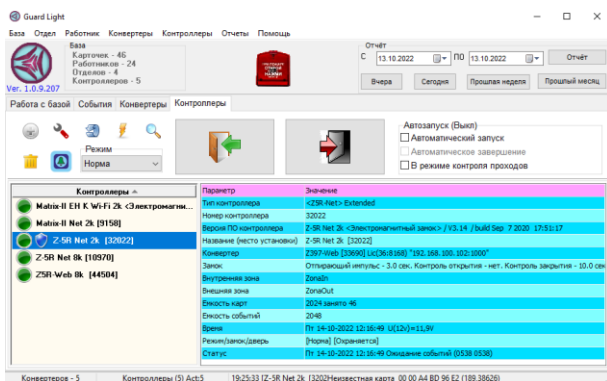 Guard Light
База Отдел Работник Конвертеры Контроллеры Отчеты Помощь
База
Карточек - 46
Работников - 24
Отделов - 4
Контроллеров - 5
Ver. 1.0.9.207
Отчёт
С 13.10.2022 ПО 13.10.2022 Отчёт
Вчера Сегодня Прошлая неделя Прошлый месяц
Работа с базой События Конвертеры Контроллеры
Режим
Норма
Автозапуск (Выкл)
Автоматический запуск
Автоматическое завершение
В режиме контроля проходов
Контроллеры
Matrix-II EH K Wi-Fi 2k <Электромагни...
Matrix-II Net 2k [9158]
Z-5R Net 2k [32022]
Z-5R Net 8k [10970]
Z5R-Web 8k [44504]
Параметр Значение
Тип контроллера <Z5R-Net> Extended
Номер контроллера 32022
Версия ПО контроллера Z-5R Net 2k <Электромагнитный замок> / V3.14 / build Sep 7 2020 17:51:17
Название (место установки) Z-5R Net 2k [32022]
Конвертер Z397-Web [33690] Lic(36:8168) "192.168.100.102:1000"
Замок Отпирающий импульс - 3.0 сек. Контроль открытия - нет. Контроль закрытия - 10.0 сек
Внутренняя зона ZonaIn
Внешняя зона ZonaOut
Емкость карт 2024 занято 46
Емкость событий 2048
Время Пт 14-10-2022 12:16:49 U(12v)=11,9V
Режим/замок/дверь [Норма] [Охраняется]
Статус Пт 14-10-2022 12:16:49 Ожидание событий (0538 0538)
Конвертеров - 5 Контроллеры (5) Act:5 19:25:33 [Z-5R Net 2k [3202Неизвестная карта 00 00 A4 BD 96 E2 (189.38626)